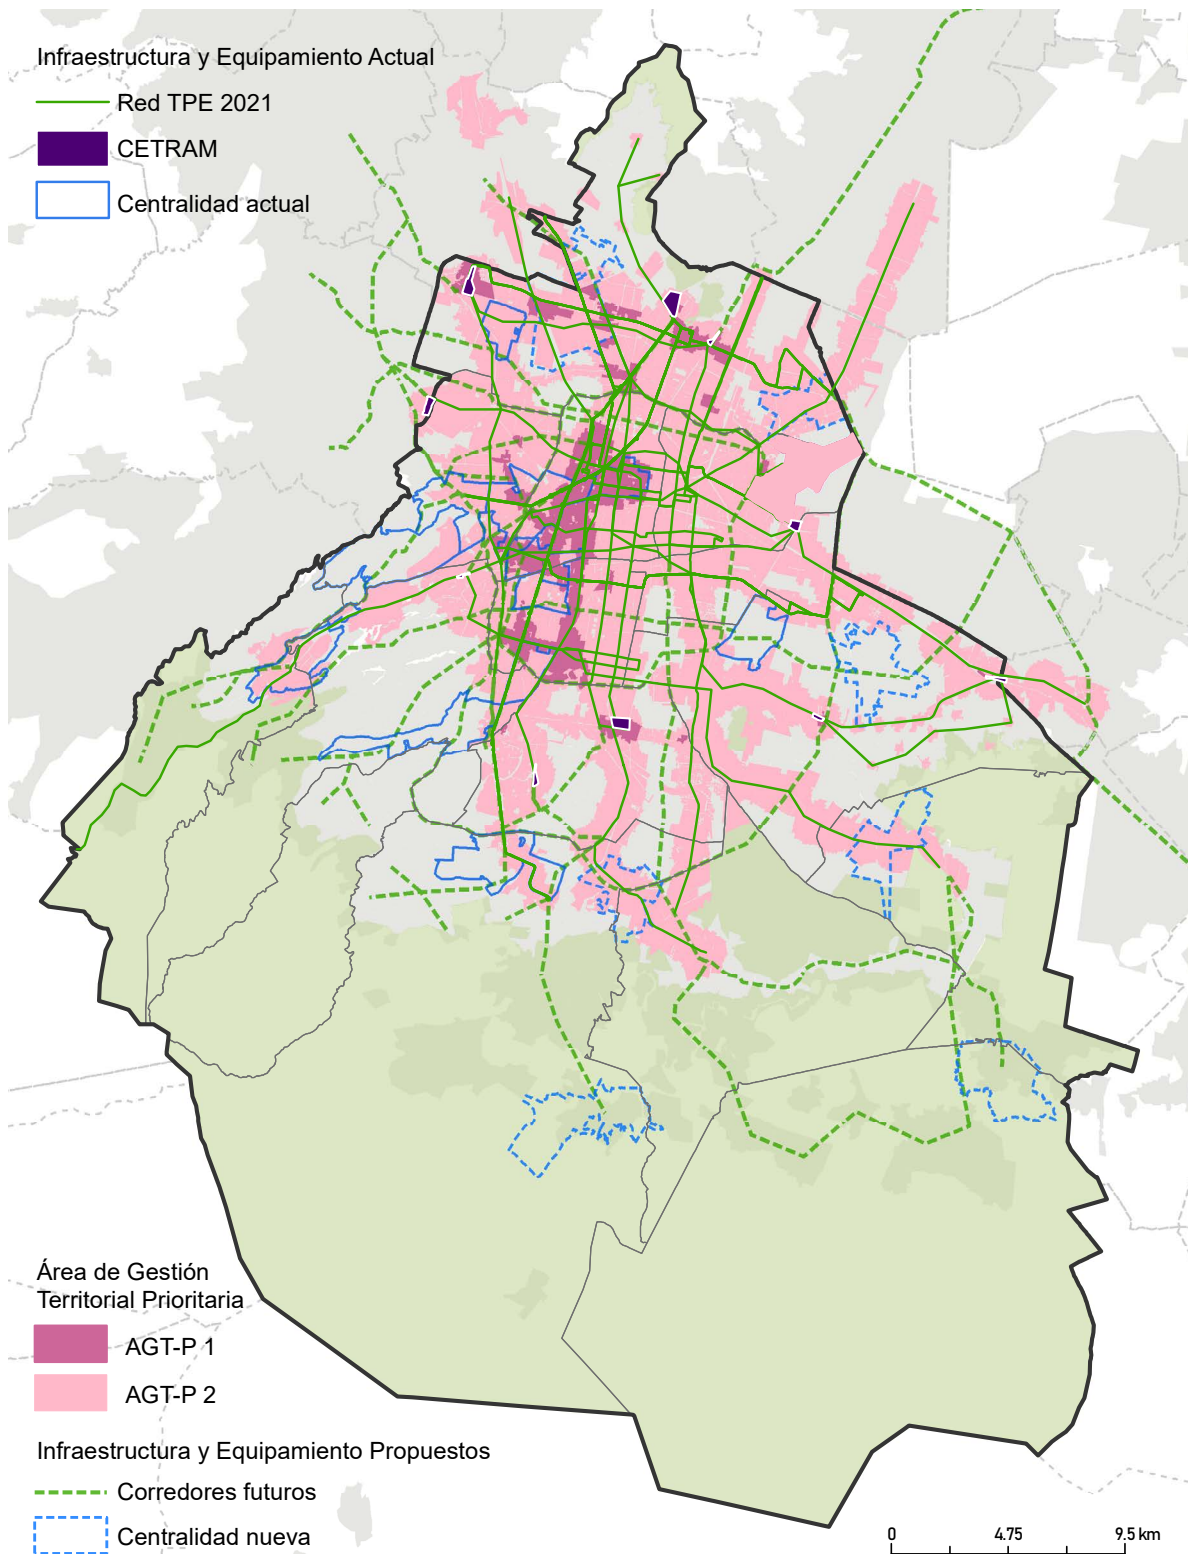 Infraestructura y Equipamiento Actual
Red TPE 2021
CETRAM
Centralidad actual
Área de Gestión
Territorial Prioritaria
AGT-P 1
AGT-P 2
Infraestructura y Equipamiento Propuestos
Corredores futuros
Centralidad nueva
0 4.75 9.5 km